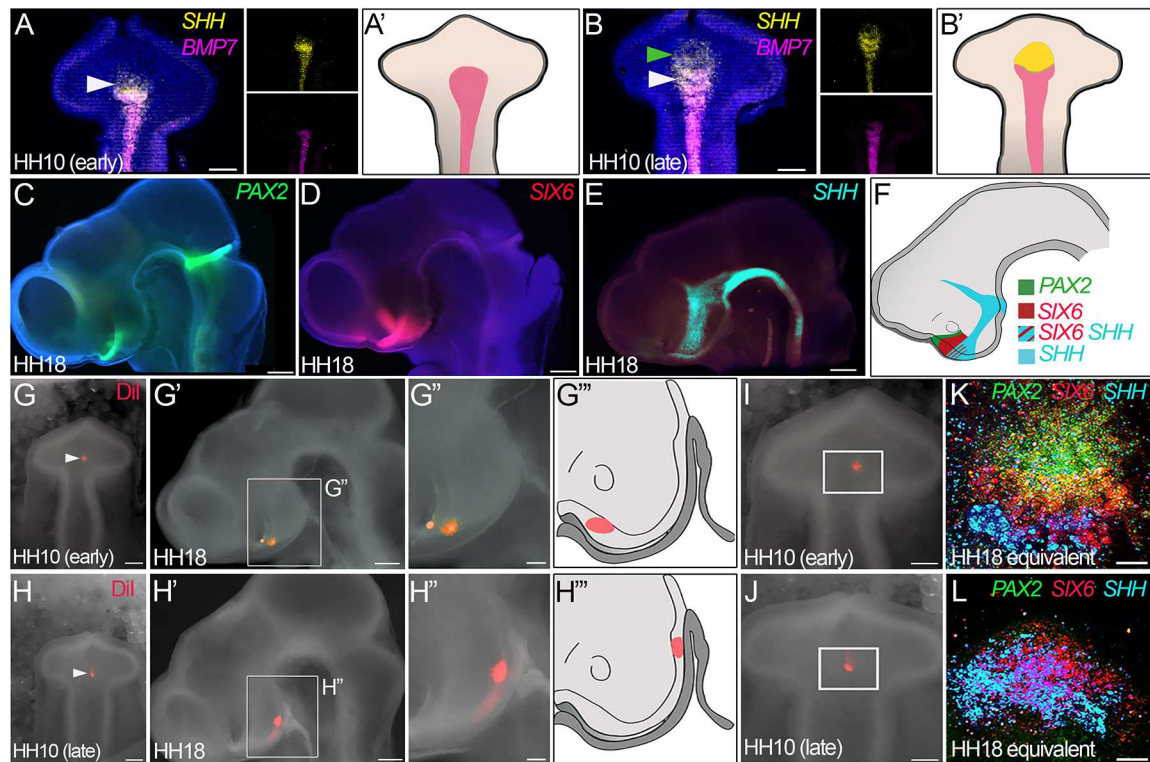 A
SHH
BMP7
HH10 (early)
A'
B
SHH
BMP7
HH10 (late)
B'
C
PAX2
HH18
D
SIX6
HH18
E
SHH
F
PAX2
SIX6
SIX6 SHH
SHH
G
DiI
HH10 (early)
G'
G"
HH18
G"
G'"
I
HH10 (early)
K
PAX2 SIX6 SHH
HH18 equivalent
H
DiI
HH10 (late)
H'
H"
HH18
H"
H'"
J
HH10 (late)
L
PAX2 SIX6 SHH
HH18 equivalent